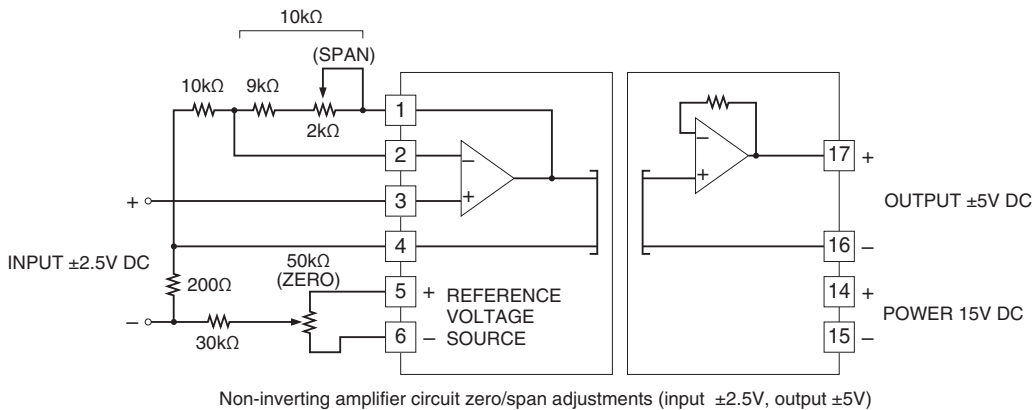 10kΩ
(SPAN)
10kΩ 9kΩ
2kΩ
1
2
3
4
5
6
+
INPUT ±2.5V DC
–
200Ω
30kΩ
50kΩ
(ZERO)
–
+
+ REFERENCE
VOLTAGE
– SOURCE
–
+
17 +
OUTPUT ±5V DC
16 –
14 +
POWER 15V DC
15 –
Non-inverting amplifier circuit zero/span adjustments (input ±2.5V, output ±5V)